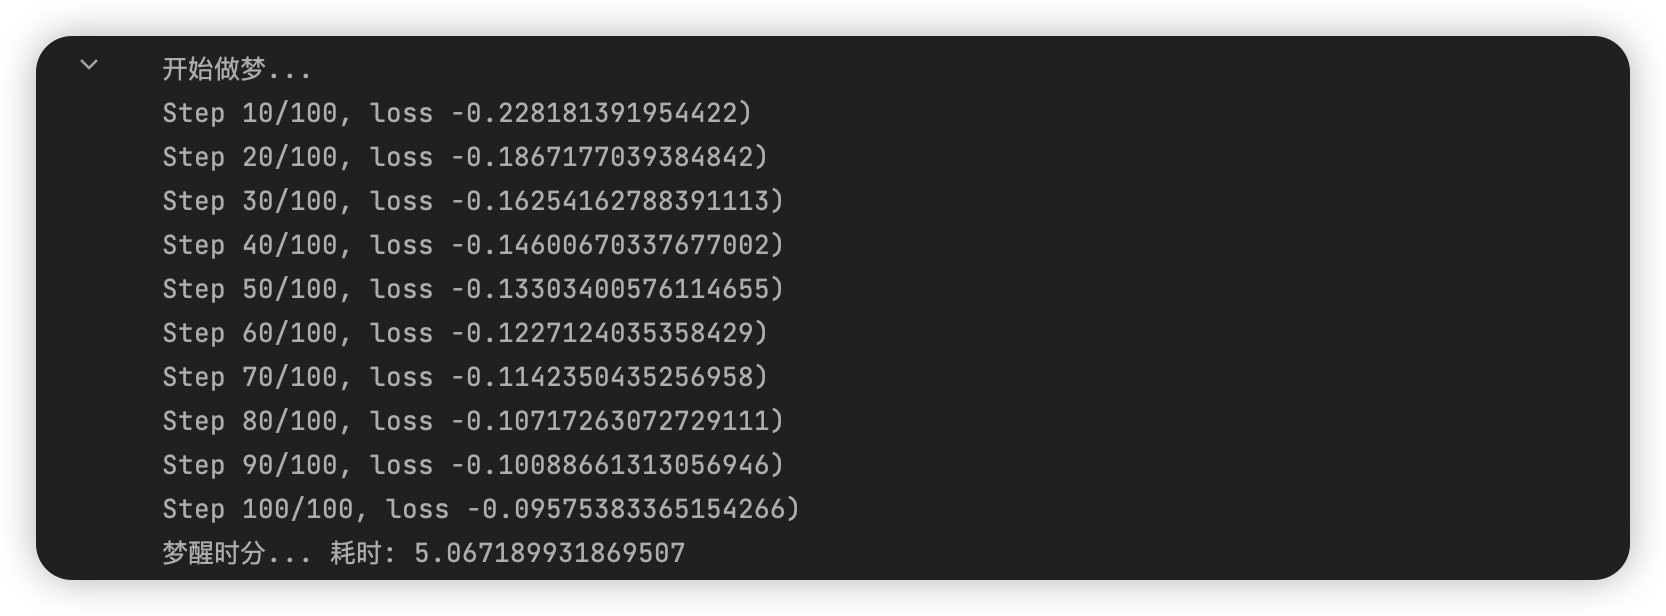 开始做梦...
Step 10/100, loss -0.228181391954422)
Step 20/100, loss -0.1867177039384842)
Step 30/100, loss -0.16254162788391113)
Step 40/100, loss -0.14600670337677002)
Step 50/100, loss -0.13303400576114655)
Step 60/100, loss -0.1227124035358429)
Step 70/100, loss -0.1142350435256958)
Step 80/100, loss -0.10717263072729111)
Step 90/100, loss -0.10088661313056946)
Step 100/100, loss -0.09575383365154266)
梦醒时分... 耗时: 5.067189931869507